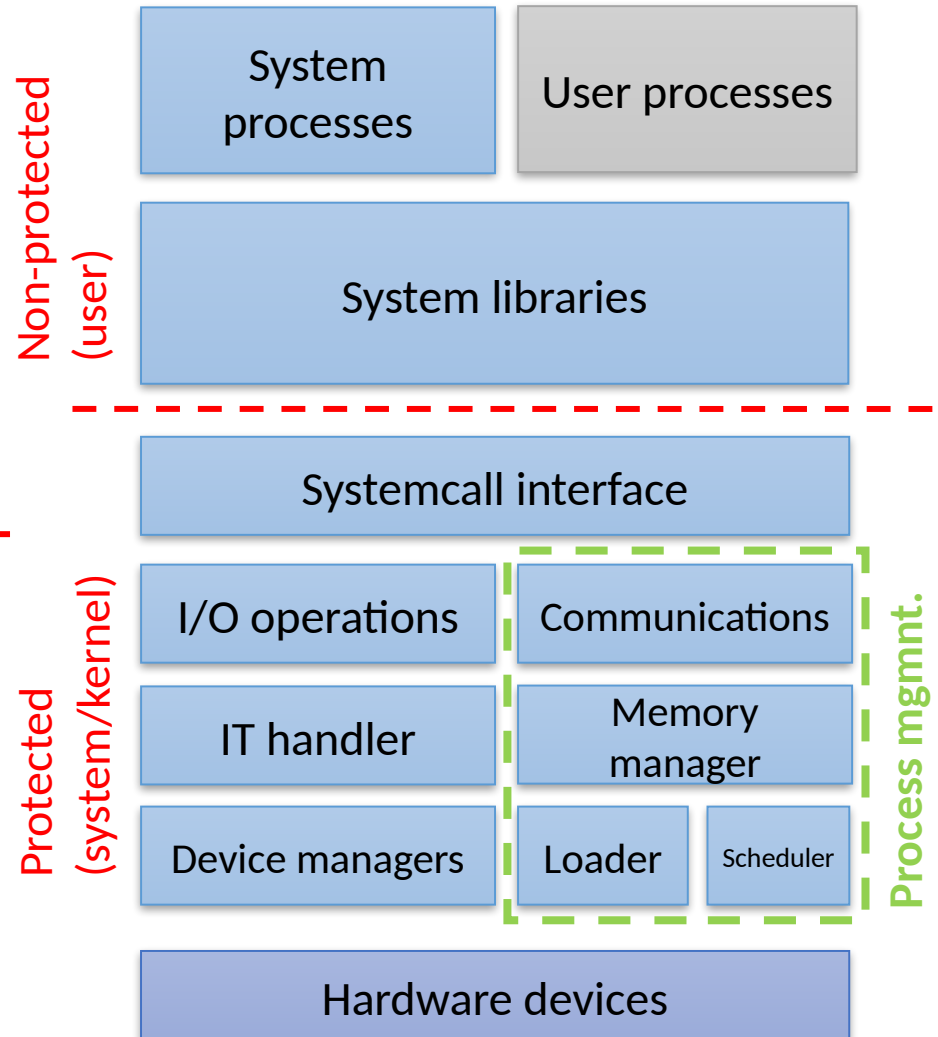 System
processes
User processes
Non-protected
(user)
System libraries
Systemcall interface
Protected
(system/kernel)
I/O operations
Communications
IT handler
Memory
manager
Device managers
Loader
Scheduler
Process mgmnt.
Hardware devices